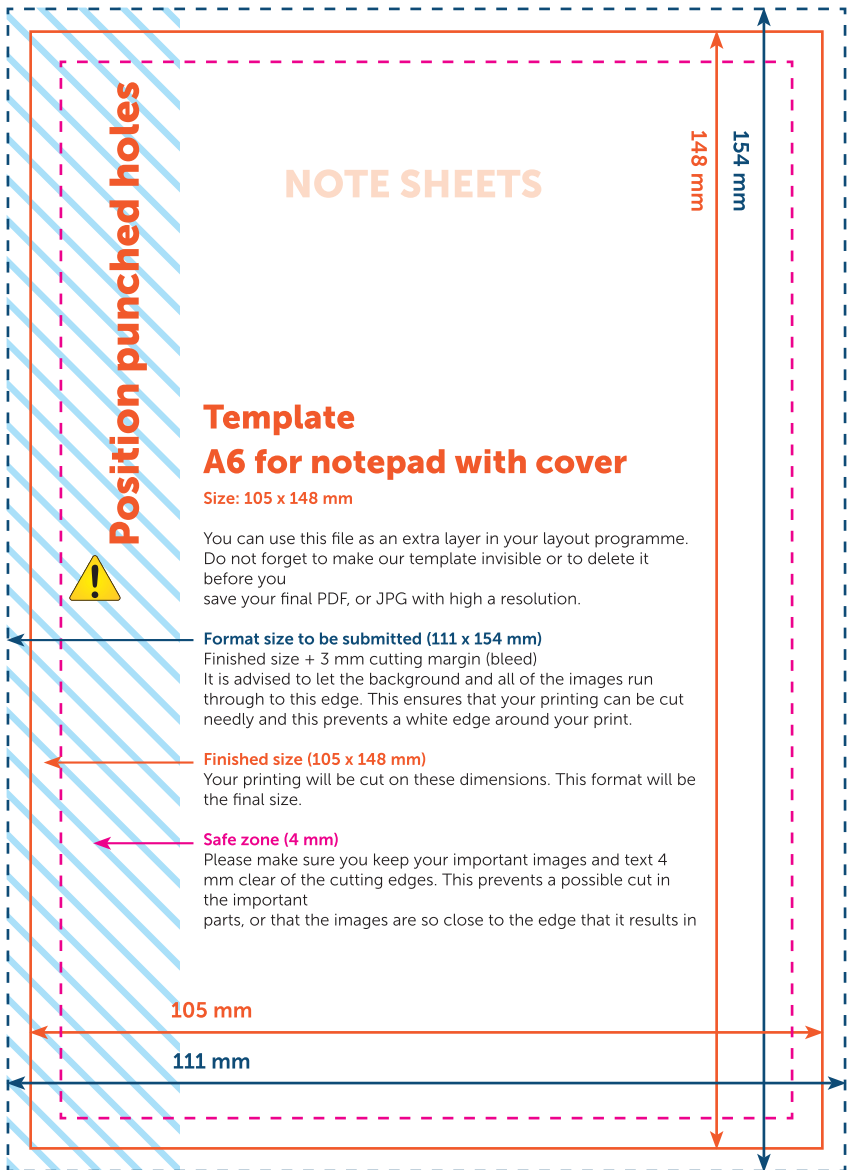 Position punched holes
NOTE SHEETS
148 mm
154 mm
Template
A6 for notepad with cover
Size: 105 x 148 mm
You can use this file as an extra layer in your layout programme.
Do not forget to make our template invisible or to delete it
before you
save your final PDF, or JPG with high a resolution.
Format size to be submitted (111 x 154 mm)
Finished size + 3 mm cutting margin (bleed)
It is advised to let the background and all of the images run
through to this edge. This ensures that your printing can be cut
needly and this prevents a white edge around your print.
Finished size (105 x 148 mm)
Your printing will be cut on these dimensions. This format will be
the final size.
Safe zone (4 mm)
Please make sure you keep your important images and text 4
mm clear of the cutting edges. This prevents a possible cut in
the important
parts, or that the images are so close to the edge that it results in
105 mm
111 mm